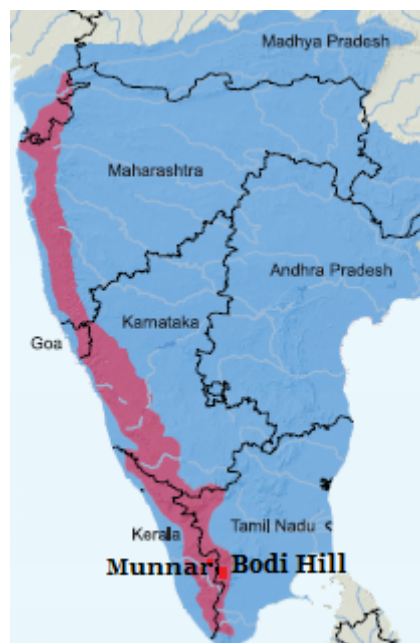 Madhya Pradesh
Maharashtra
Andhra Pradesh
Karnataka
Goa
Kerala
Tamil Nadu
Munnar
Bodi Hill